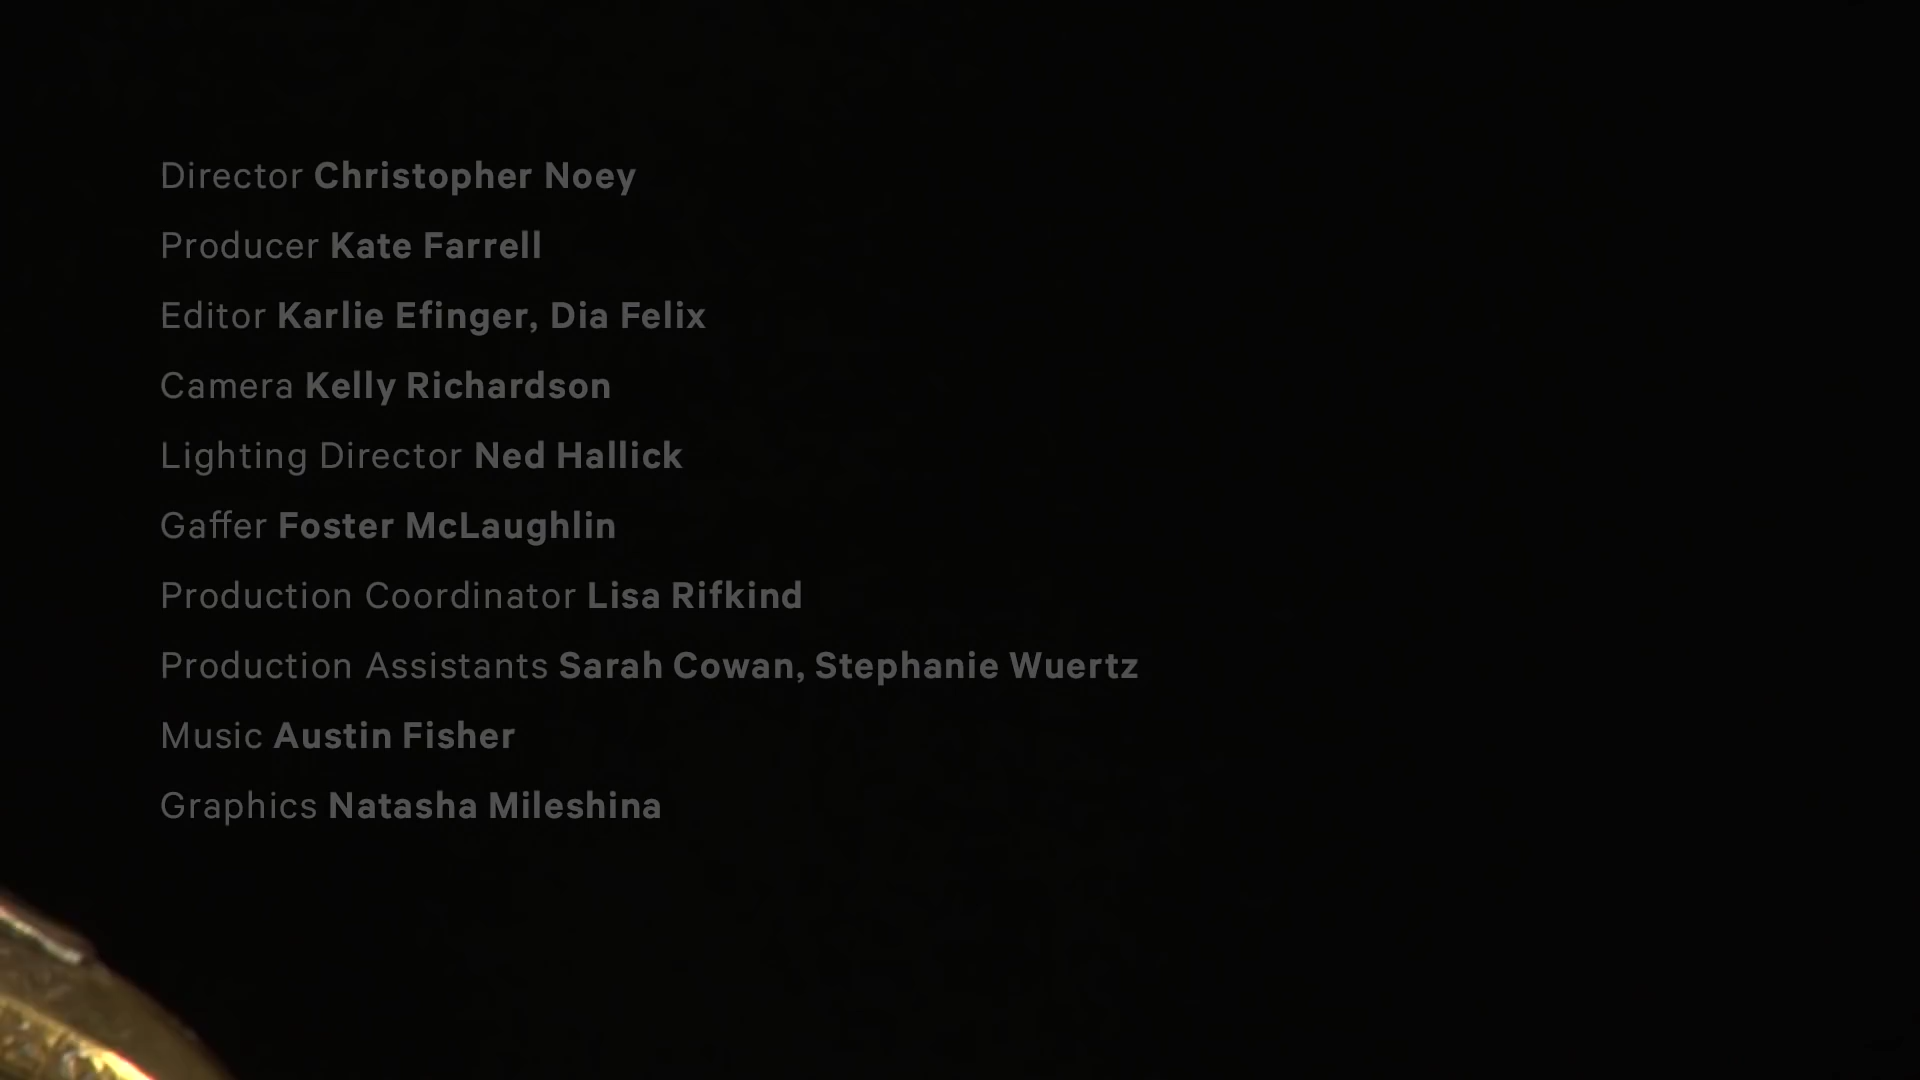 Director Christopher Noey
Producer Kate Farrell
Editor Karlie Efinger, Dia Felix
Camera Kelly Richardson
Lighting Director Ned Hallick
Gaffer Foster McLaughlin
Production Coordinator Lisa Rifkind
Production Assistants Sarah Cowan, Stephanie Wuertz
Music Austin Fisher
Graphics Natasha Mileshina